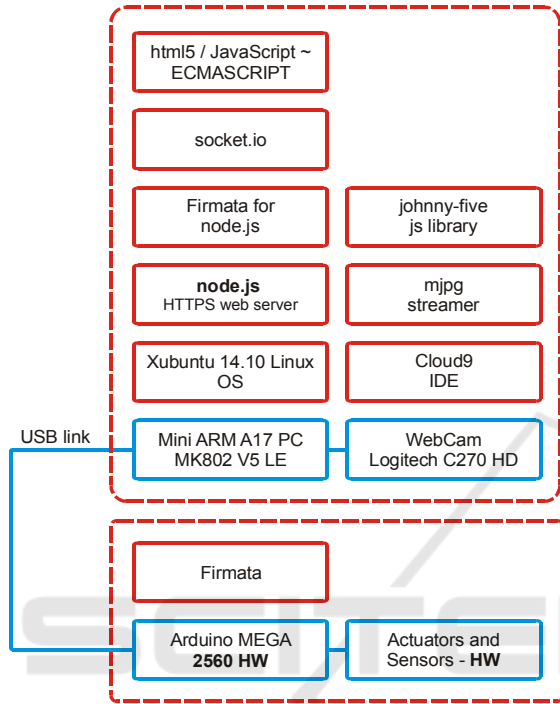 html5 / JavaScript ~
ECMASCRIPT
socket.io
Firmata for
node.js
johnny-five
js library
node.js
HTTPS web server
mjpg
streamer
Xubuntu 14.10 Linux
OS
Cloud9
IDE
USB link
Mini ARM A17 PC
MK802 V5 LE
WebCam
Logitech C270 HD
Firmata
Arduino MEGA
2560 HW
Actuators and
Sensors - HW
SCITE